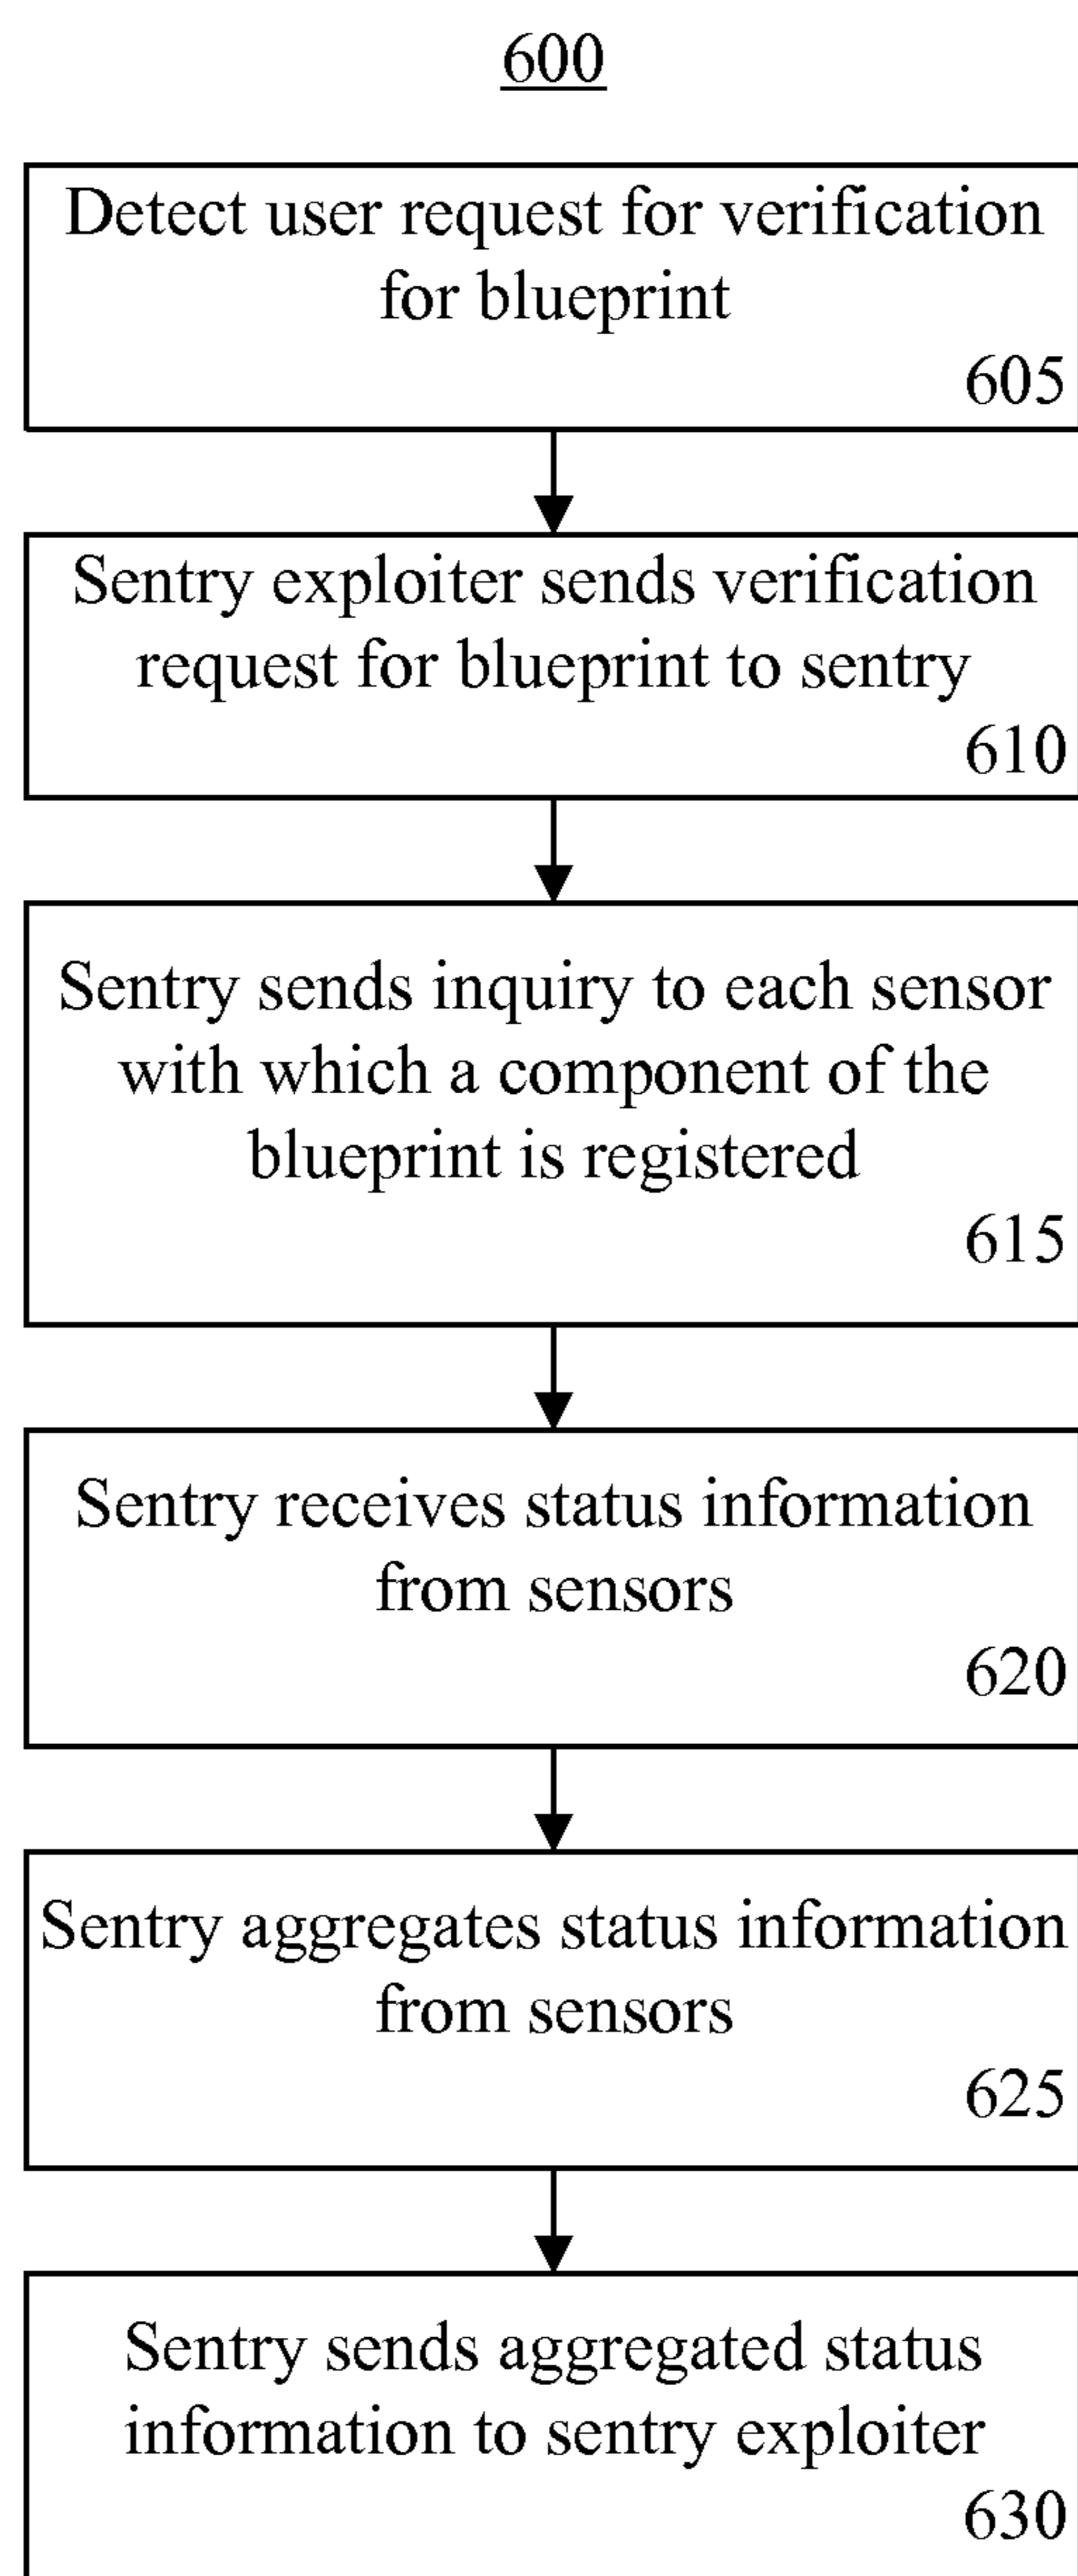 600
Detect user request for verification
for blueprint
605
Sentry exploiter sends verification
request for blueprint to sentry
610
Sentry sends inquiry to each sensor
with which a component of the
blueprint is registered
615
Sentry receives status information
from sensors
620
Sentry aggregates status information
from sensors
625
Sentry sends aggregated status
information to sentry exploiter
630